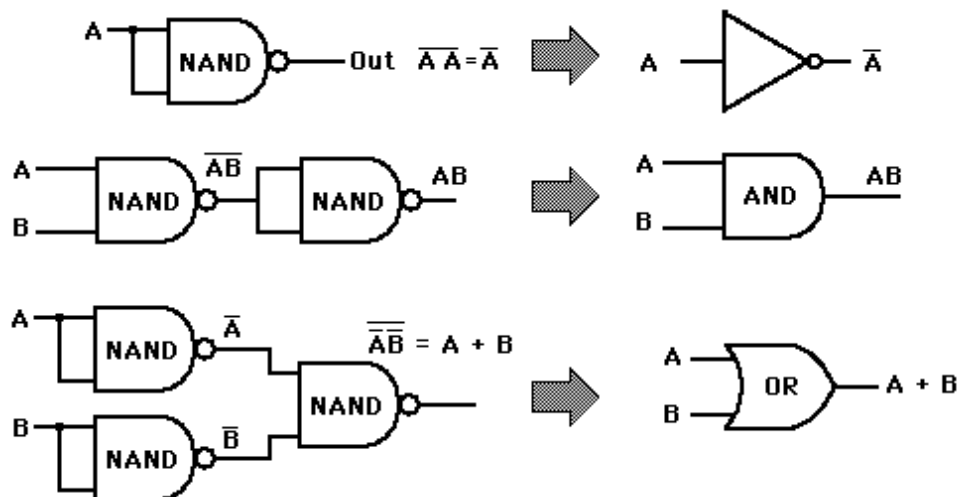 A NAND Out A̅ ̅A̅ = A̅ A A̅
A B NAND A̅B̅ NAND AB A B AND AB
A NAND A̅
B NAND B̅
NAND A̿B̿ = A + B
A B OR A + B